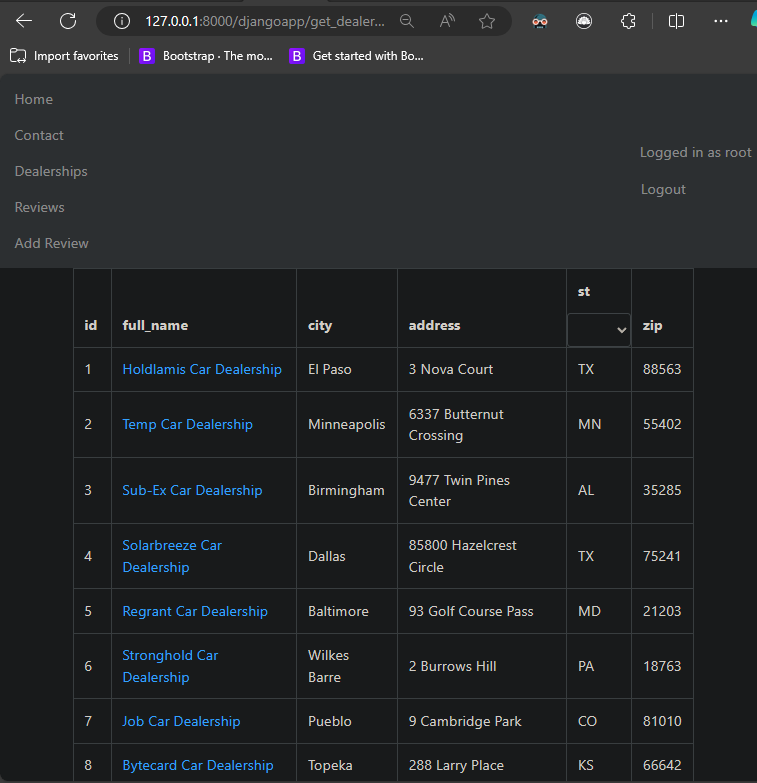 127.0.0.1:8000/djangoapp/get_dealer...
Import favorites
B Bootstrap · The mo...
B Get started with Bo...
Home
Contact
Dealerships
Reviews
Add Review
Logged in as root
Logout
id full_name city address st zip
1 Holdlamis Car Dealership El Paso 3 Nova Court TX 88563
2 Temp Car Dealership Minneapolis 6337 Butternut
Crossing MN 55402
3 Sub-Ex Car Dealership Birmingham 9477 Twin Pines
Center AL 35285
4 Solarbreeze Car
Dealership Dallas 85800 Hazelcrest
Circle TX 75241
5 Regrant Car Dealership Baltimore 93 Golf Course Pass MD 21203
6 Stronghold Car
Dealership Wilkes
Barre 2 Burrows Hill PA 18763
7 Job Car Dealership Pueblo 9 Cambridge Park CO 81010
8 Bytecard Car Dealership Topeka 288 Larry Place KS 66642